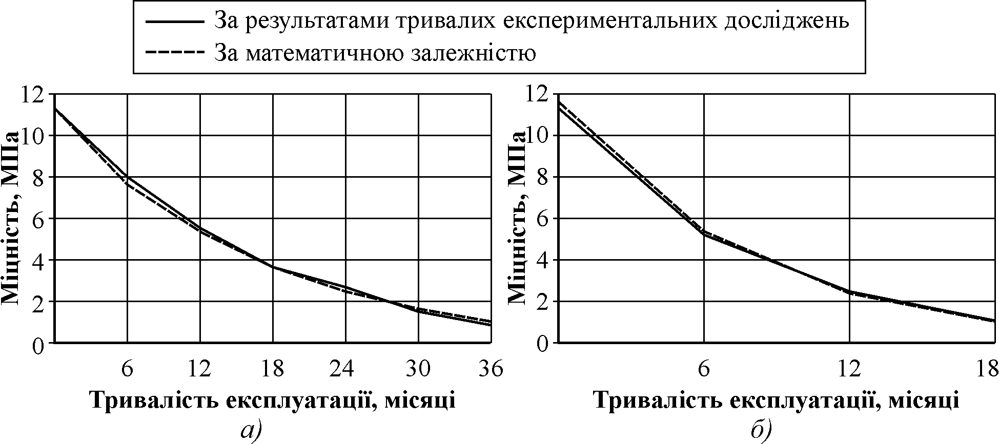 За результатами тривалих експериментальних досліджень
За математичною залежністю
Міцність, МПа
12
10
8
6
4
2
0
6 12 18 24 30 36
Тривалість експлуатації, місяці
а)
Міцність, МПа
12
10
8
6
4
2
0
6 12 18
Тривалість експлуатації, місяці
б)